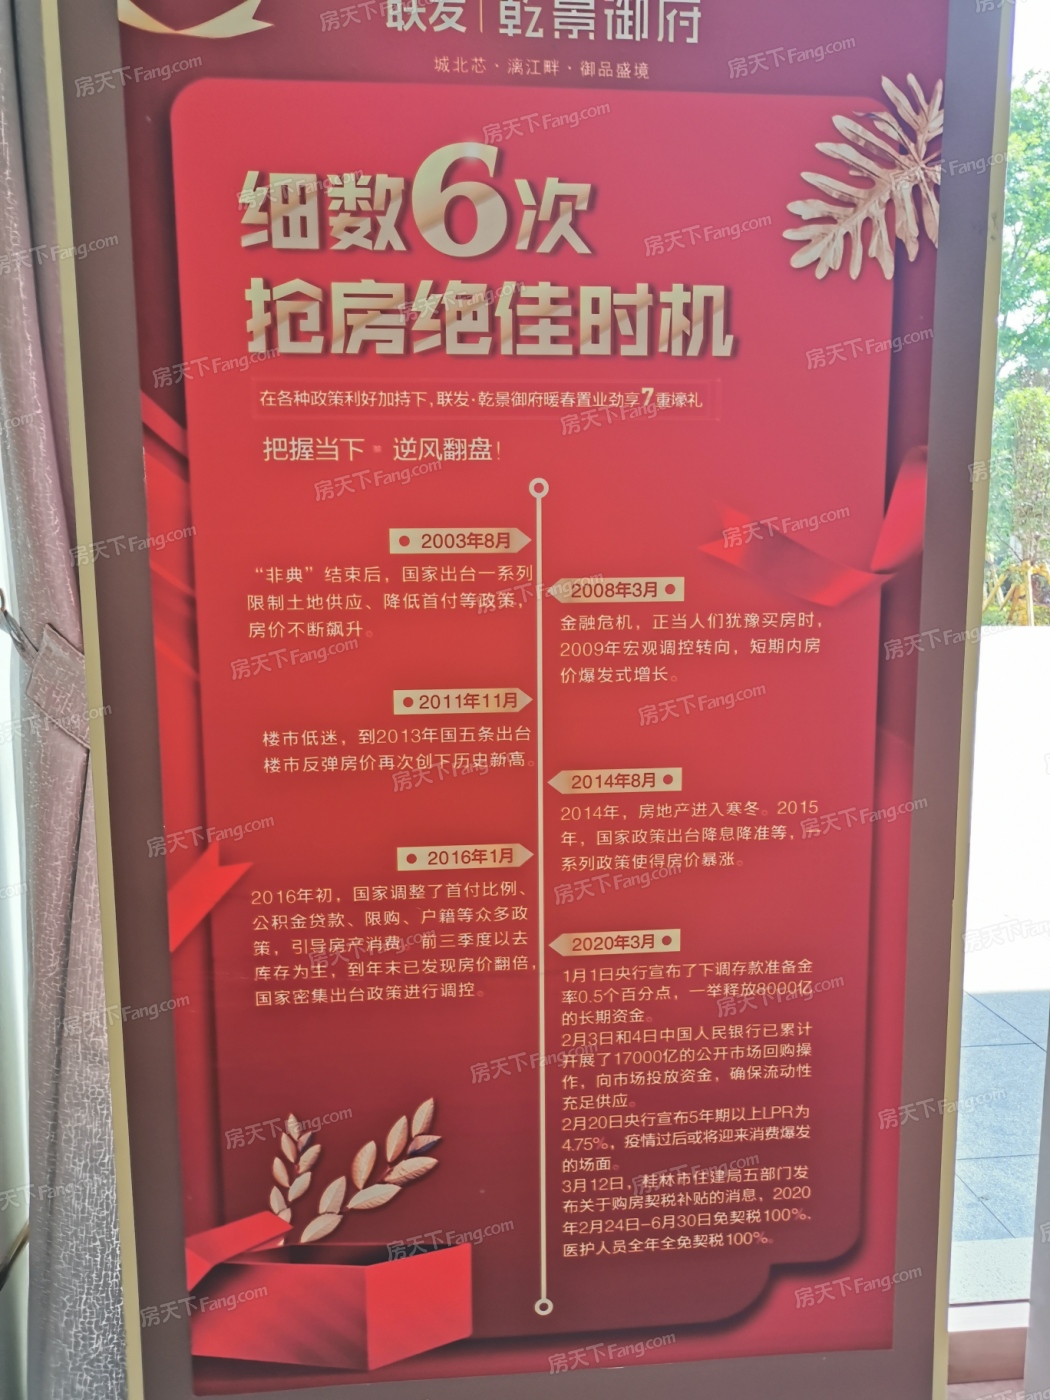 联发｜乾景御府
城北芯·漓江畔·御品盛境
细数6次
抢房绝佳时机
在各种政策利好加持下，联发·乾景御府暖春置业劲享7重壕礼
把握当下·逆风翻盘！
2003年8月
“非典”结束后，国家出台一系列
限制土地供应、降低首付等政策，
房价不断飙升。
2008年3月
金融危机，正当人们犹豫买房时，
2009年宏观调控转向，短期内房
价爆发式增长。
2011年11月
楼市低迷，到2013年国五条出台
楼市反弹房价再次创下历史新高。
2014年8月
2014年，房地产进入寒冬。2015
年，国家政策出台降息降准等，一
系列政策使得房价暴涨。
2016年1月
2016年初，国家调整了首付比例、
公积金贷款、限购、户籍等众多政
策，引导房产消费。前三季度以去
库存为主，到年末已发现房价翻倍，
国家密集出台政策进行调控。
2020年3月
1月1日央行宣布了下调存款准备金
率0.5个百分点，一举释放8000亿
的长期资金。
2月3日和4日中国人民银行已累计
开展了17000亿的公开市场回购操
作，向市场投放资金，确保流动性
充足供应。
2月20日央行宣布5年期以上LPR为
4.75%，疫情过后或将迎来消费爆发
的场面。
3月12日，桂林市住建局五部门发
布关于购房契税补贴的消息，2020
年2月24日-6月30日免契税100%、
医护人员全年全免契税100%。
房天下Fang.com